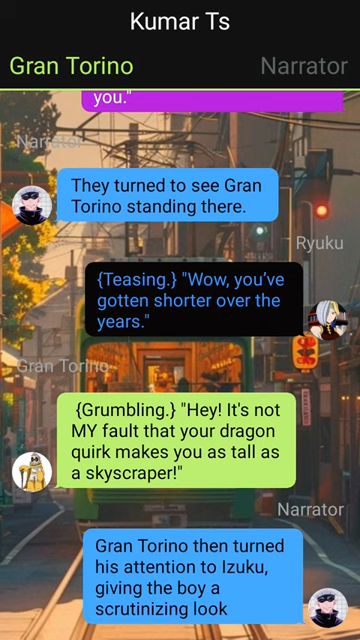 Kumar Ts
Gran Torino
Narrator
you."
Narrator
They turned to see Gran
Torino standing there.
Ryuku
{Teasing.} "Wow, you've
gotten shorter over the
years."
Gran Torino
{Grumbling.} "Hey! It's not
MY fault that your dragon
quirk makes you as tall as
a skyscraper!"
Narrator
Gran Torino then turned
his attention to Izuku,
giving the boy a
scrutinizing look